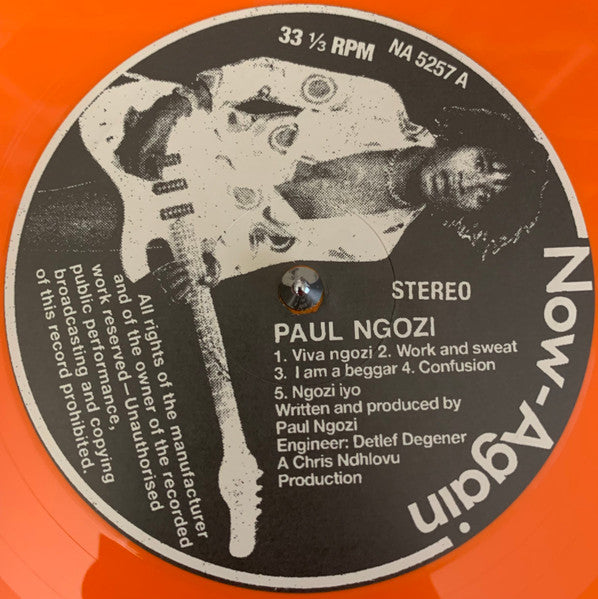 33 ⅓ RPM
NA 5257 A
Now-Again
STEREO
PAUL NGOZI
1. Viva ngozi 2. Work and sweat
3. I am a beggar 4. Confusion
5. Ngozi iyo
Written and produced by
Paul Ngozi
Engineer: Detlef Degener
A Chris Ndhlovu
Production
All rights of the manufacturer
and of the owner of the recorded
work reserved—Unauthorised
public performance,
broadcasting and copying
of this record prohibited.